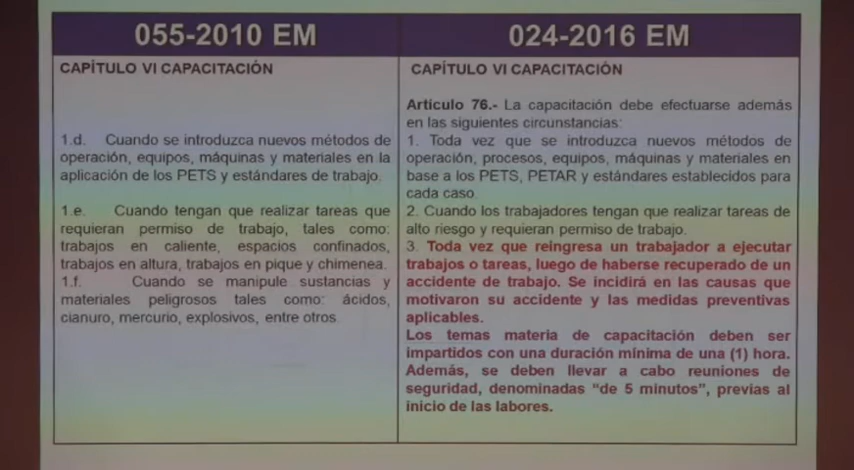 055-2010 EM
CAPÍTULO VI CAPACITACIÓN
1.d. Cuando se introduzca nuevos métodos de
operación, equipos, máquinas y materiales en la
aplicación de los PETS y estándares de trabajo.
1.e. Cuando tengan que realizar tareas que
requieran permiso de trabajo, tales como:
trabajos en caliente, espacios confinados,
trabajos en altura, trabajos en pique y chimenea.
1.f. Cuando se manipule sustancias y
materiales peligrosos tales como: ácidos,
cianuro, mercurio, explosivos, entre otros.
024-2016 EM
CAPÍTULO VI CAPACITACIÓN
Artículo 76.- La capacitación debe efectuarse además
en las siguientes circunstancias:
1. Toda vez que se introduzca nuevos métodos de
operación, procesos, equipos, máquinas y materiales en
base a los PETS, PETAR y estándares establecidos para
cada caso.
2. Cuando los trabajadores tengan que realizar tareas de
alto riesgo y requieran permiso de trabajo.
3. Toda vez que reingresa un trabajador a ejecutar
trabajos o tareas, luego de haberse recuperado de un
accidente de trabajo. Se incidirá en las causas que
motivaron su accidente y las medidas preventivas
aplicables.
Los temas materia de capacitación deben ser
impartidos con una duración mínima de una (1) hora.
Además, se deben llevar a cabo reuniones de
seguridad, denominadas “de 5 minutos”, previas al
inicio de las labores.